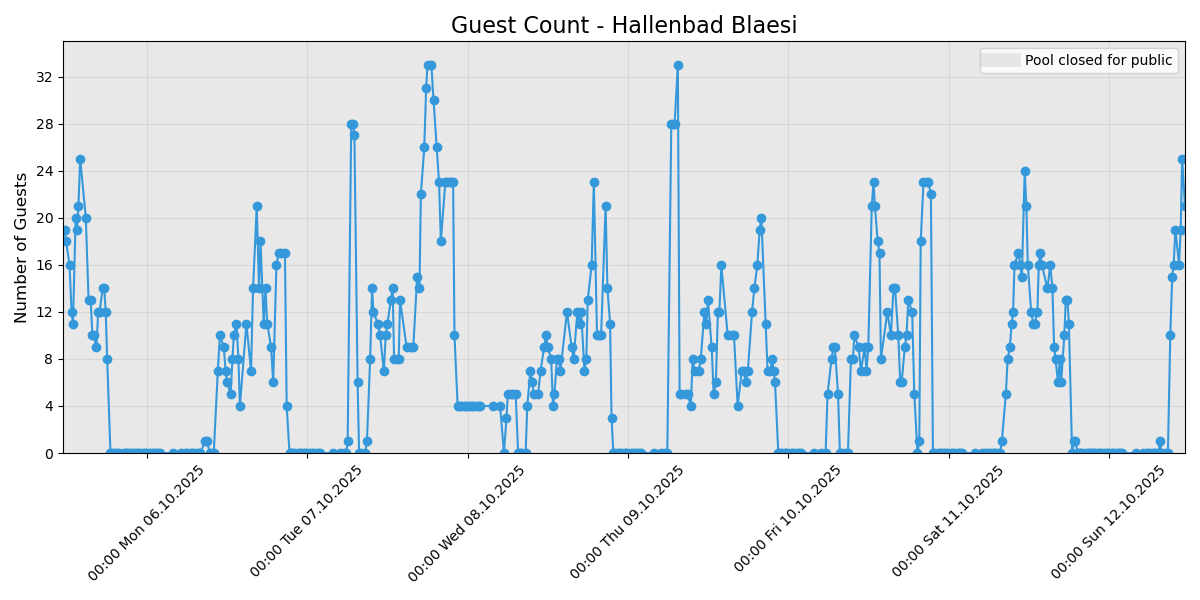 Guest Count - Hallenbad Blaesi
Pool closed for public
Number of Guests
32
28
24
20
16
12
8
4
0
00:00 Mon 06.10.2025
00:00 Tue 07.10.2025
00:00 Wed 08.10.2025
00:00 Thu 09.10.2025
00:00 Fri 10.10.2025
00:00 Sat 11.10.2025
00:00 Sun 12.10.2025